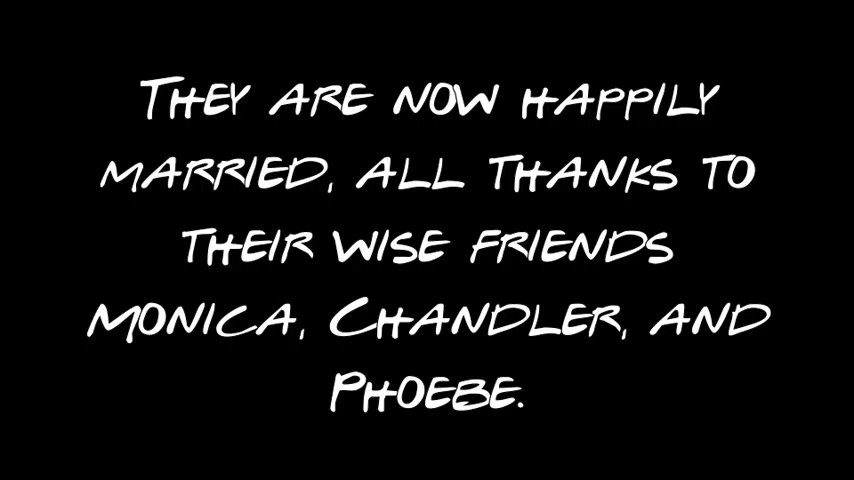 They are now happily
married, all thanks to
their wise friends
Monica, Chandler, and
Phoebe.